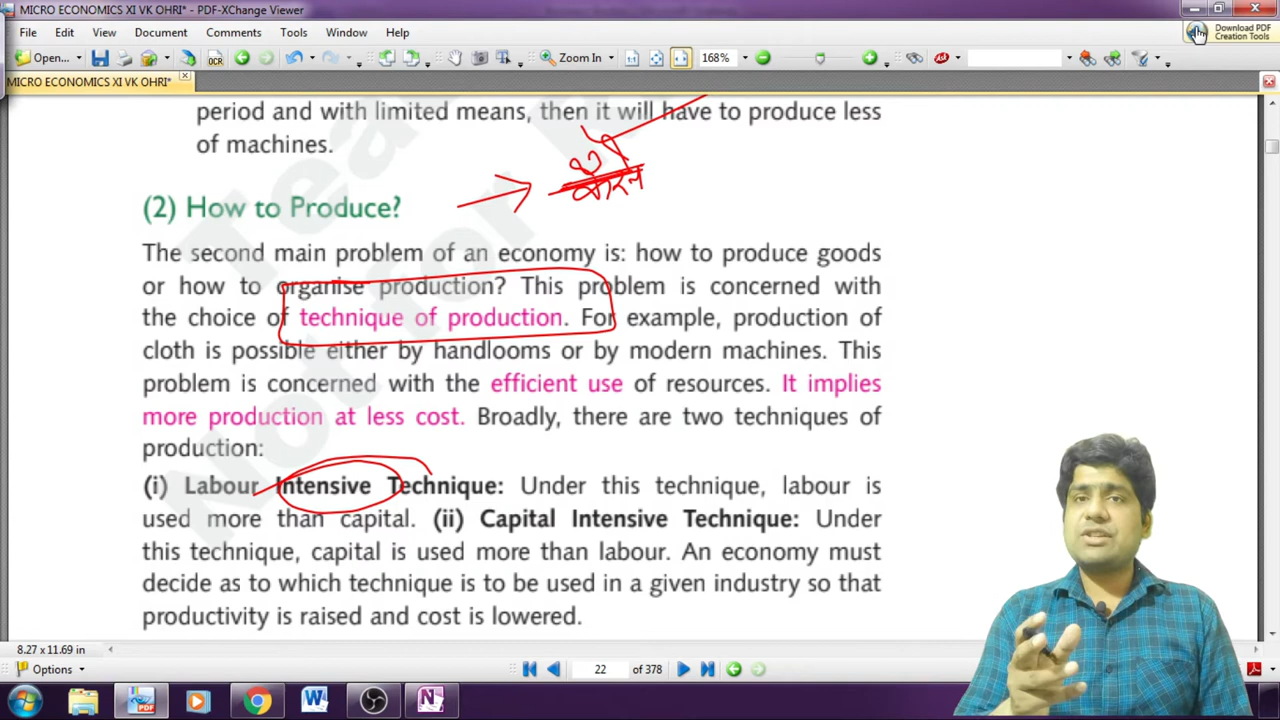 MICRO ECONOMICS XI VK OHRI* - PDF-XChange Viewer
File Edit View Document Comments Tools Window Help
Download PDF
Creation Tools
Open... OCR Zoom In 168%
MICRO ECONOMICS XI VK OHRI*
period and with limited means, then it will have to produce less
of machines.
(2) How to Produce?
The second main problem of an economy is: how to produce goods
or how to organise production? This problem is concerned with
the choice of technique of production. For example, production of
cloth is possible either by handlooms or by modern machines. This
problem is concerned with the efficient use of resources. It implies
more production at less cost. Broadly, there are two techniques of
production:
(i) Labour Intensive Technique: Under this technique, labour is
used more than capital. (ii) Capital Intensive Technique: Under
this technique, capital is used more than labour. An economy must
decide as to which technique is to be used in a given industry so that
productivity is raised and cost is lowered.
8.27 x 11.69 in
Options 22 of 378